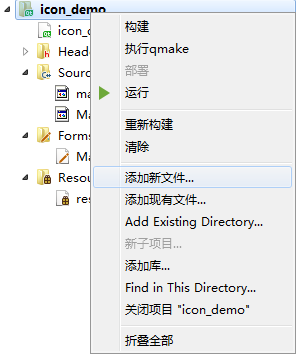 icon_demo
构建
icon_d
执行qmake
Head
部署
Sourc
运行
ma
Ma
重新构建
Forms
清除
Ma
Resou
添加新文件...
res
添加现有文件...
Add Existing Directory...
新子项目...
添加库...
Find in This Directory...
关闭项目 "icon_demo"
折叠全部